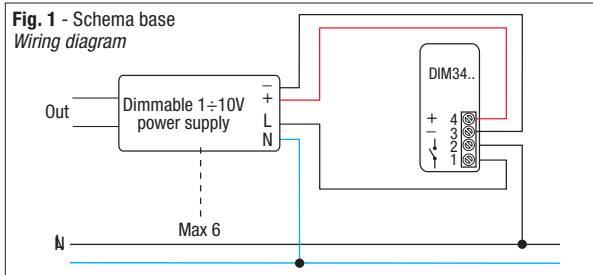 Fig. 1 - Schema base
Wiring diagram
Out
Dimmable 1÷10V
power supply
−
+
L
N
Max 6
DIM34..
+ 4
− 3
2
1
N